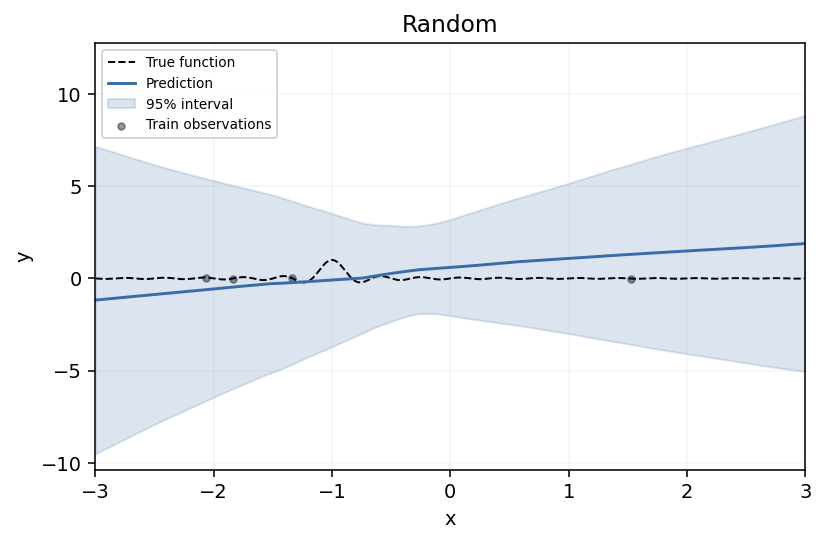 Random
True function
Prediction
95% interval
Train observations
10
5
0
−5
−10
y
−3
−2
−1
0
1
2
3
x